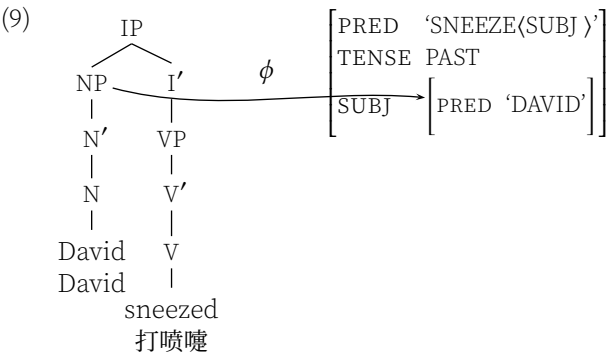 (9)
IP
[PRED 'SNEEZE⟨SUBJ⟩'
TENSE PAST
NP I′ ϕ
SUBJ [PRED 'DAVID']]
N′ VP
N V′
David V
David
sneezed
打喷嚏